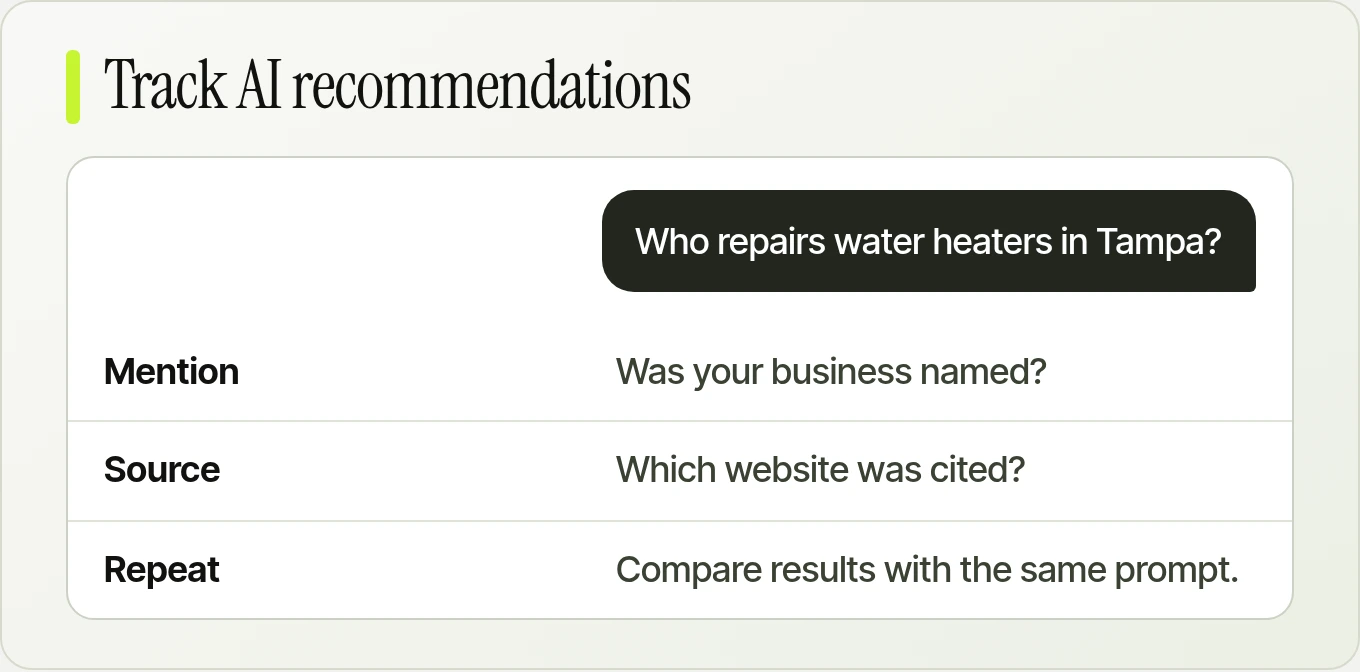 Track AI recommendations
Who repairs water heaters in Tampa?
Mention
Was your business named?
Source
Which website was cited?
Repeat
Compare results with the same prompt.